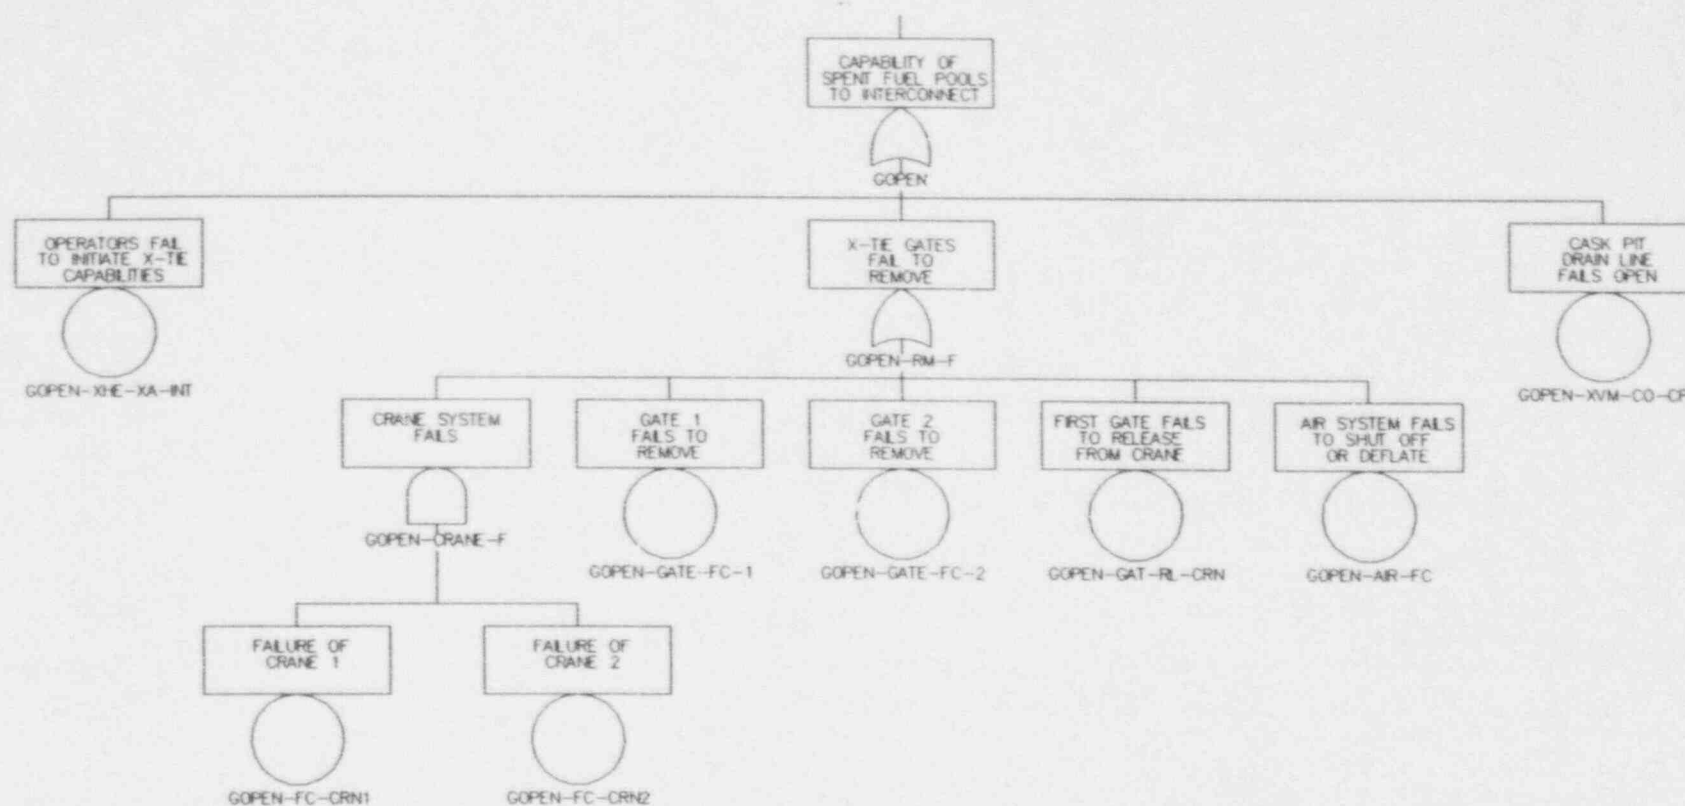 CAPABILITY OF
SPENT FUEL POOLS
TO INTERCONNECT
GOPEN
OPERATORS FAIL
TO INITIATE X-TIE
CAPABILITIES
GOPEN-XHE-XA-INT
X-TIE GATES
FAIL TO
REMOVE
GOPEN-RM-F
CASK PIT
DRAIN LINE
FAILS OPEN
GOPEN-XVM-CO-CP
CRANE SYSTEM
FAILS
GOPEN-CRANE-F
GATE 1
FAILS TO
REMOVE
GOPEN-GATE-FC-1
GATE 2
FAILS TO
REMOVE
GOPEN-GATE-FC-2
FIRST GATE FAILS
TO RELEASE
FROM CRANE
GOPEN-GAT-RL-CRN
AIR SYSTEM FAILS
TO SHUT OFF
OR DEFLATE
GOPEN-AIR-FC
FAILURE OF
CRANE 1
GOPEN-FC-CRN1
FAILURE OF
CRANE 2
GOPEN-FC-CRN2